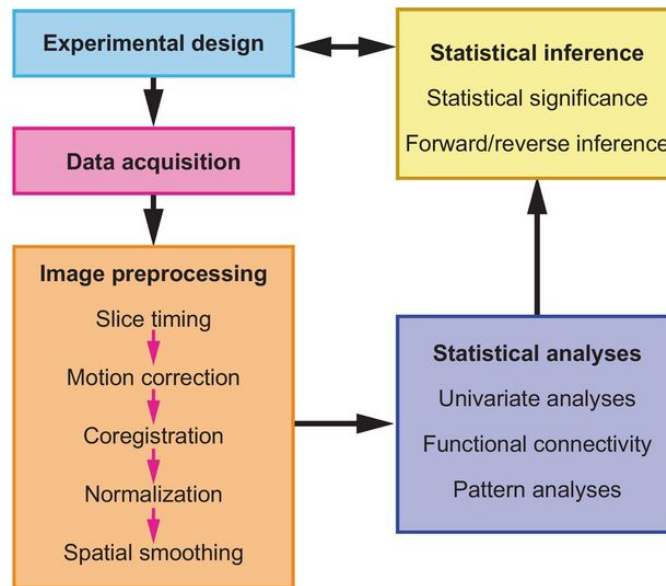 Experimental design
Data acquisition
Image preprocessing
Slice timing
Motion correction
Coregistration
Normalization
Spatial smoothing
Statistical analyses
Univariate analyses
Functional connectivity
Pattern analyses
Statistical inference
Statistical significance
Forward/reverse inference